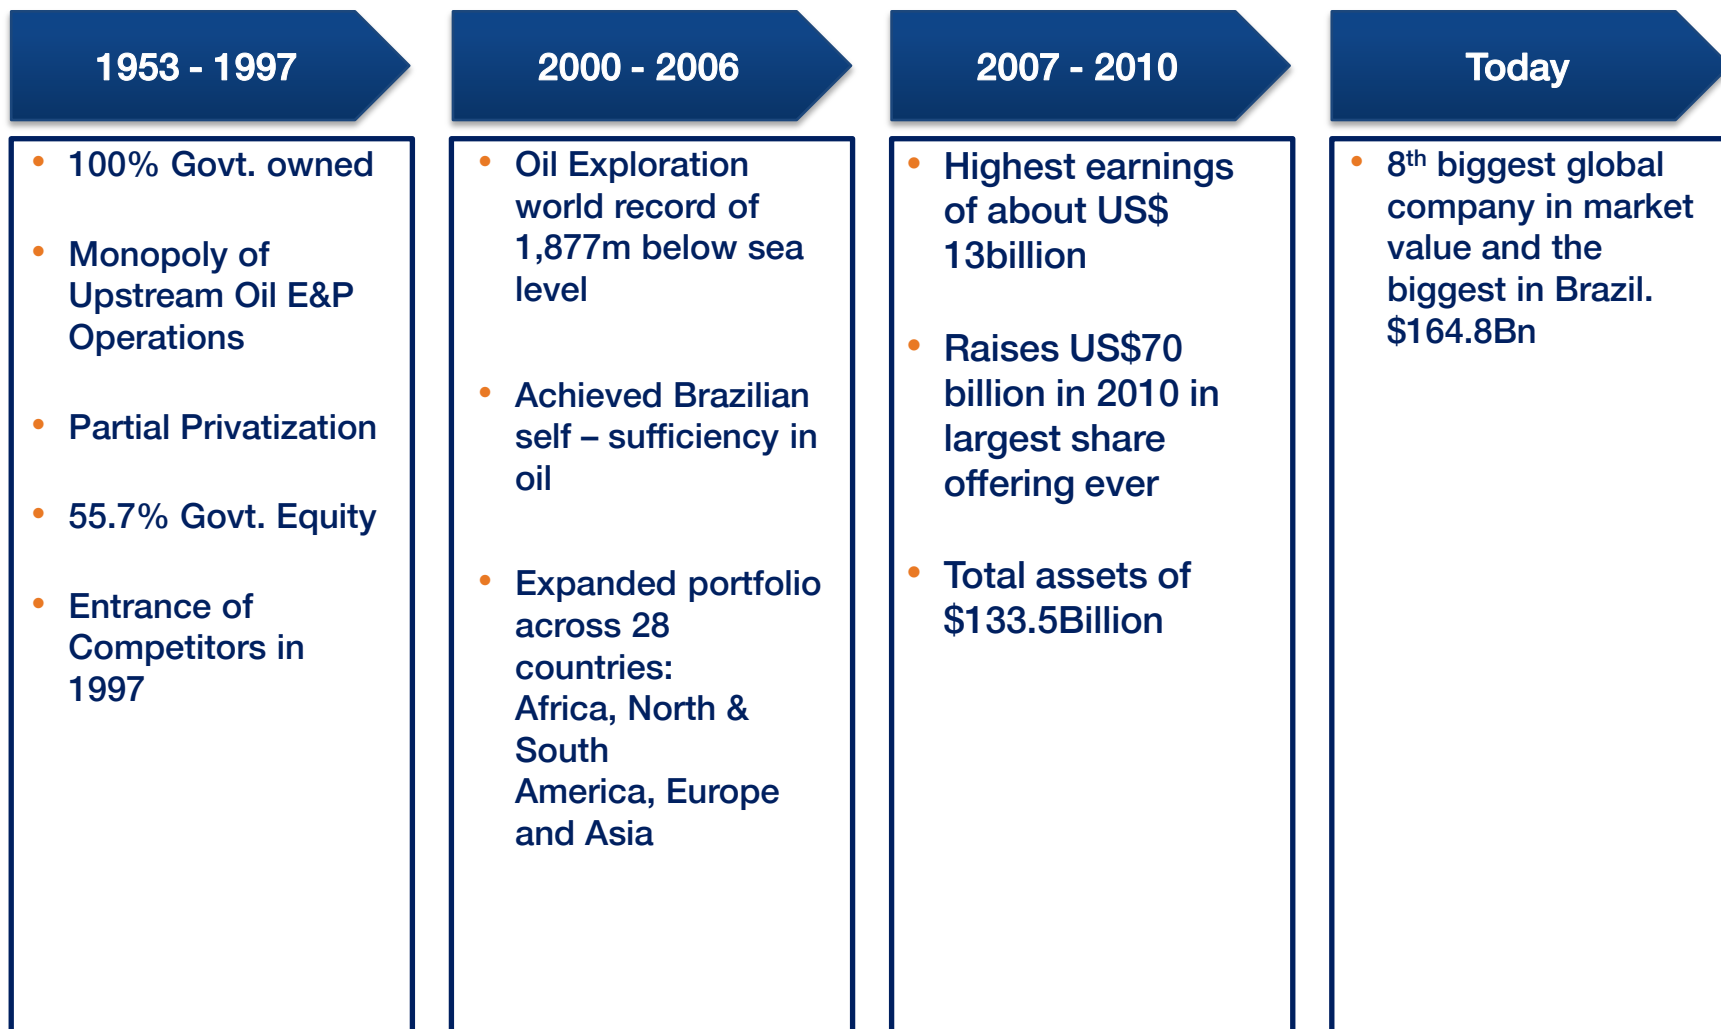 1953 - 1997
• 100% Govt. owned
• Monopoly of
Upstream Oil E&P
Operations
• Partial Privatization
• 55.7% Govt. Equity
• Entrance of
Competitors in
1997
2000 - 2006
• Oil Exploration
world record of
1,877m below sea
level
• Achieved Brazilian
self – sufficiency in
oil
• Expanded portfolio
across 28
countries:
Africa, North &
South
America, Europe
and Asia
2007 - 2010
• Highest earnings
of about US$
13billion
• Raises US$70
billion in 2010 in
largest share
offering ever
• Total assets of
$133.5Billion
Today
• 8th biggest global
company in market
value and the
biggest in Brazil.
$164.8Bn